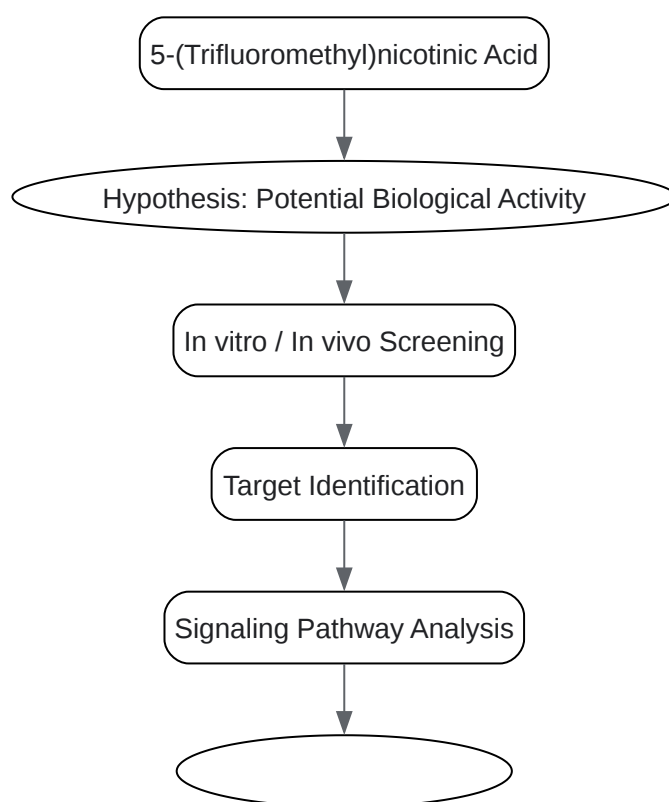 5-(Trifluoromethyl)nicotinic Acid
Hypothesis: Potential Biological Activity
In vitro / In vivo Screening
Target Identification
Signaling Pathway Analysis